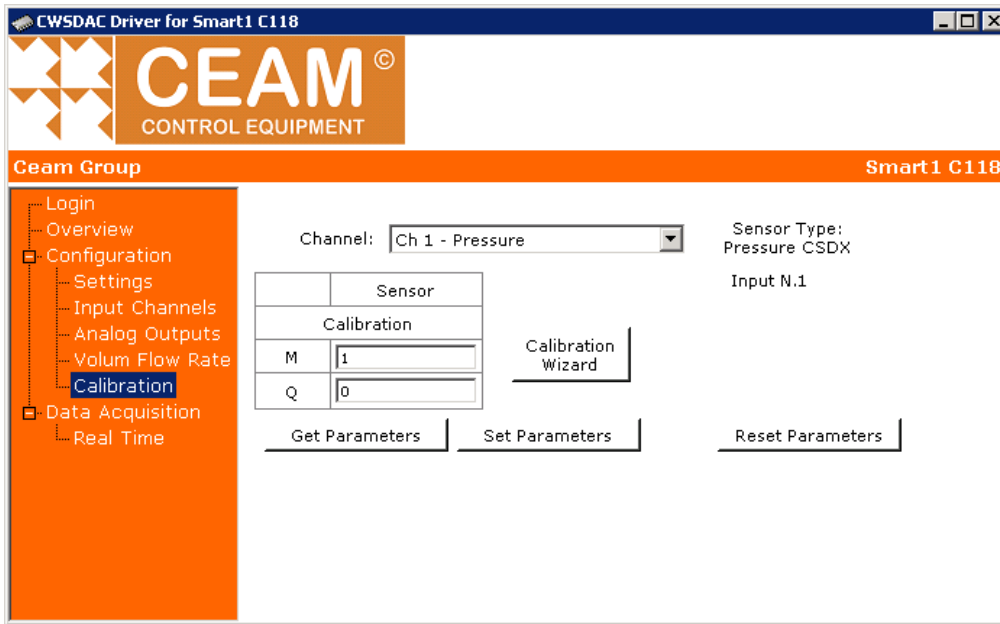 CWSDAC Driver for Smart1 C118
CEAM ©
CONTROL EQUIPMENT
Ceam Group
Smart1 C118
Login
Overview
Configuration
Settings
Input Channels
Analog Outputs
Volum Flow Rate
Calibration
Data Acquisition
Real Time
Channel:
Ch 1 - Pressure
Sensor Type:
Pressure CSDX
Input N.1
Sensor
Calibration
M
1
Q
0
Calibration
Wizard
Get Parameters
Set Parameters
Reset Parameters